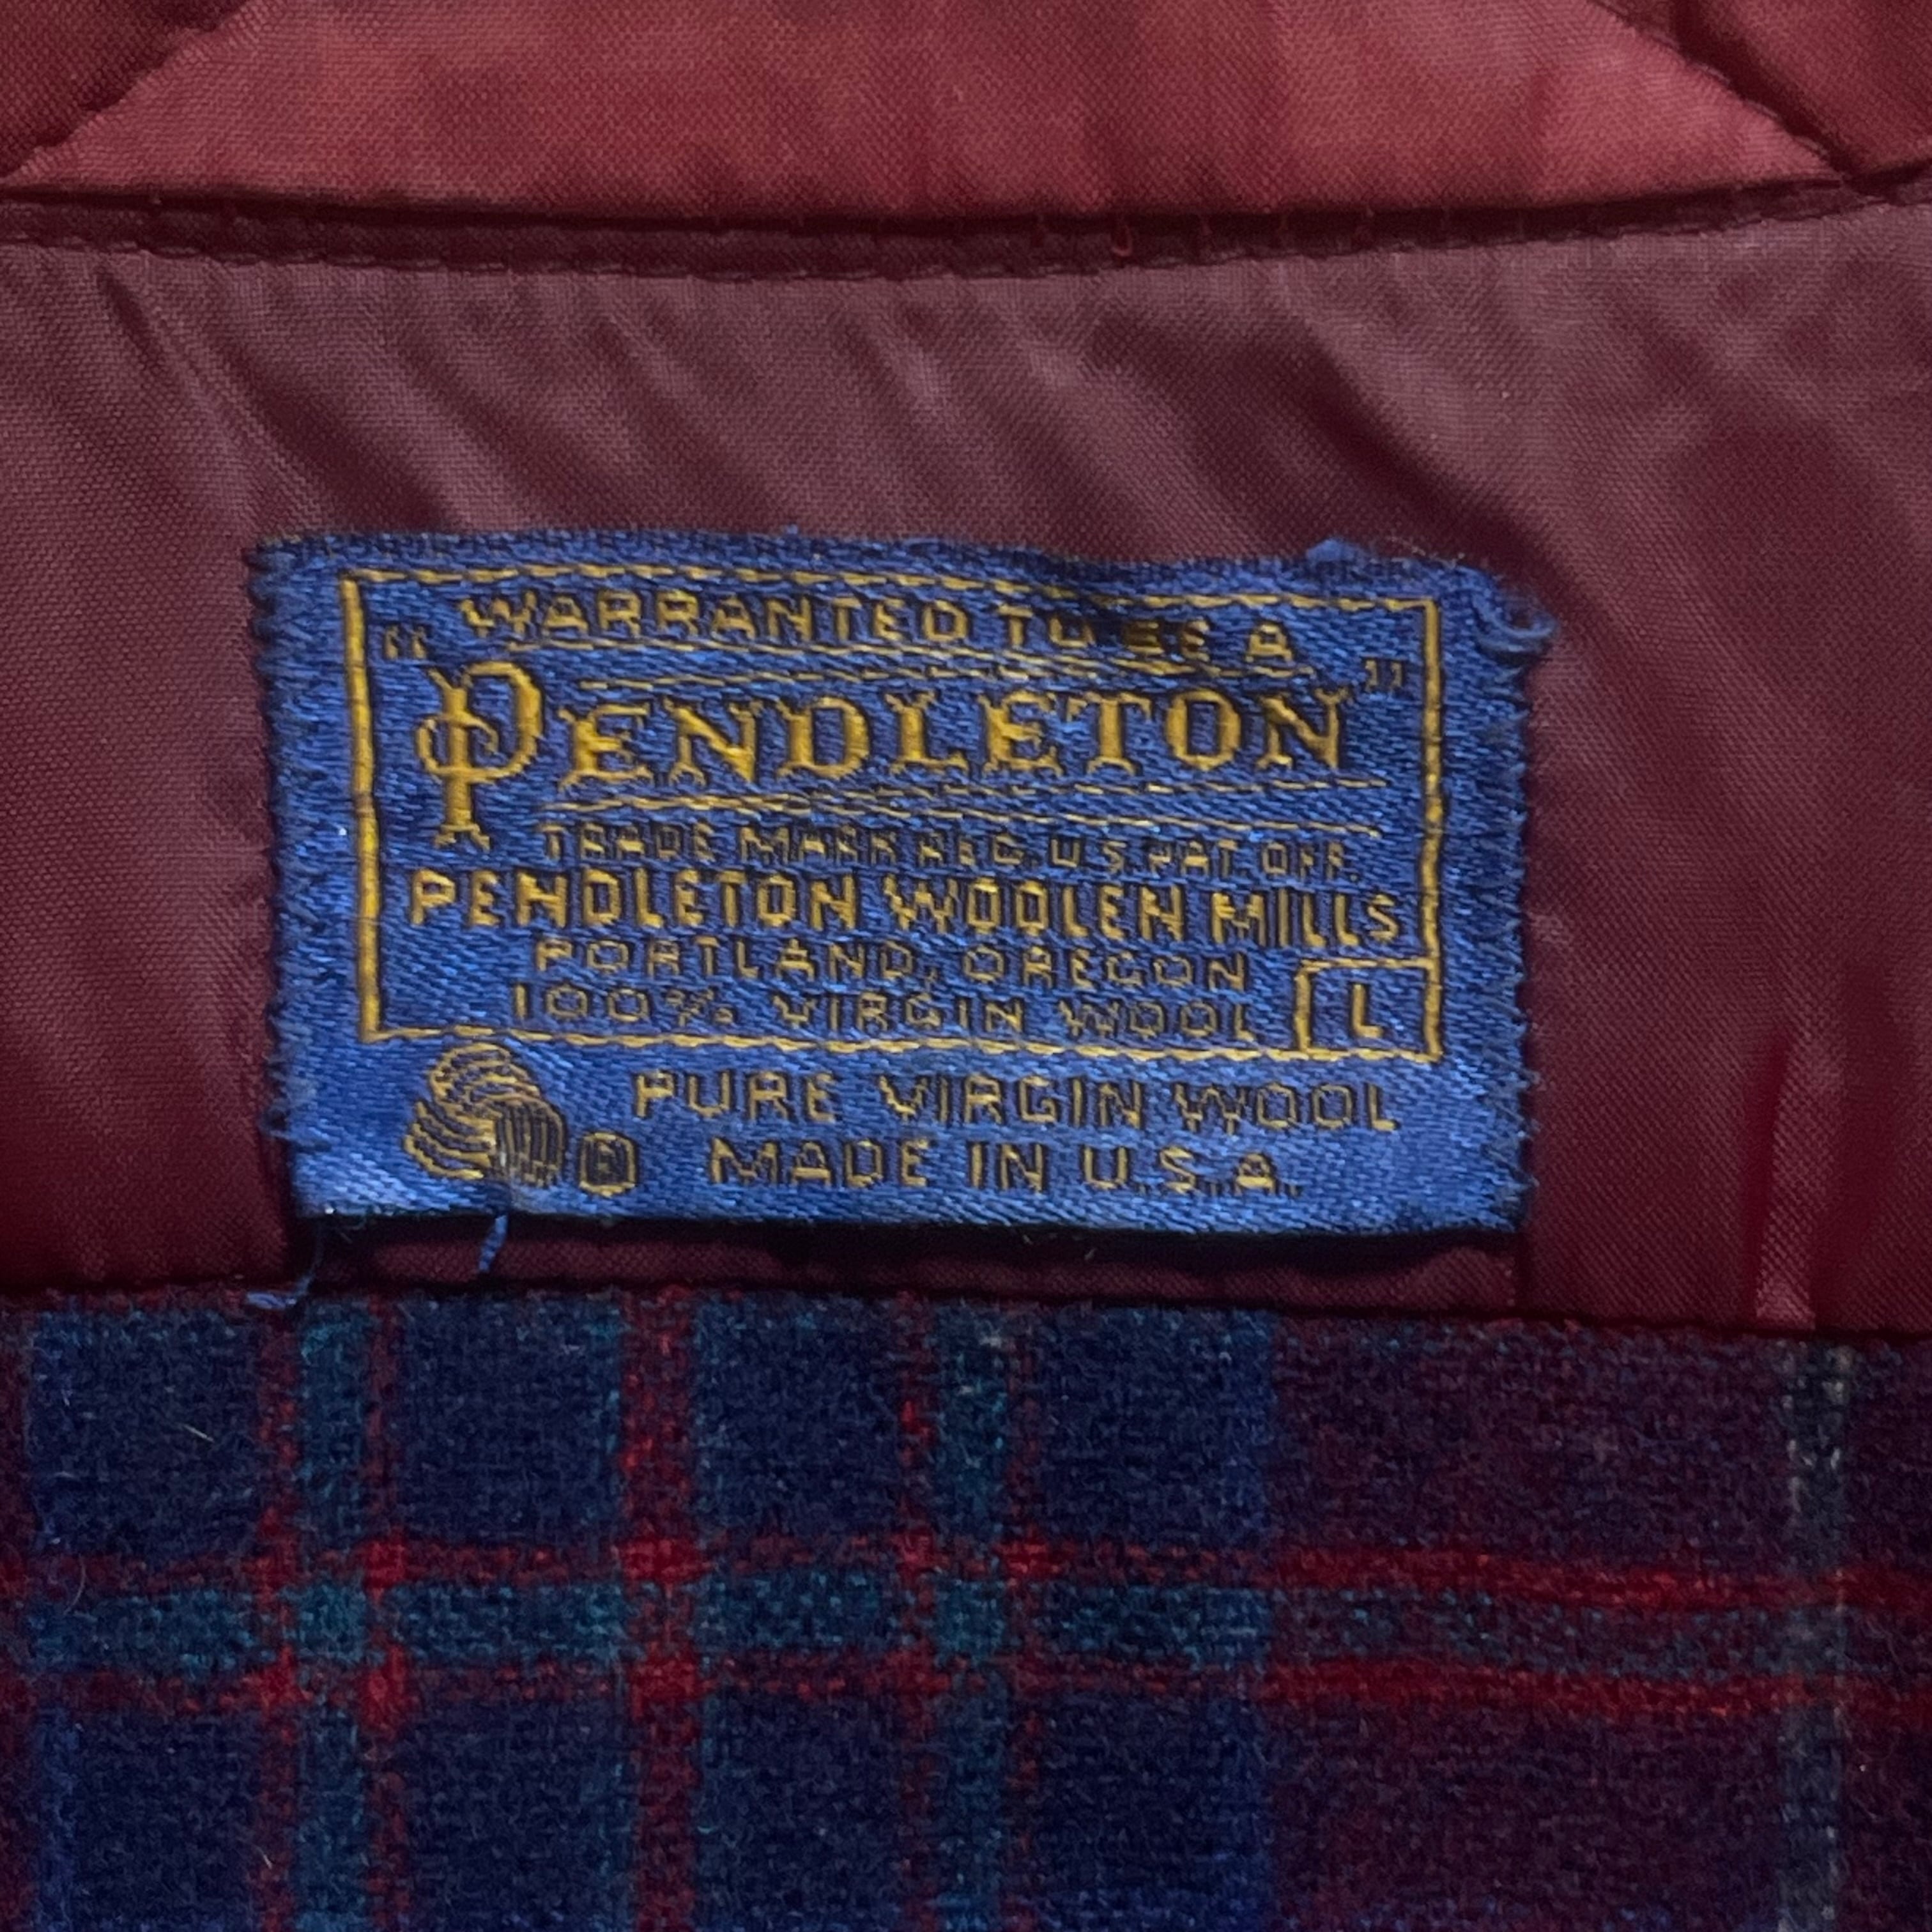 WARRANTED TO BE A
"PENDLETON"
TRADE MARK REG. U.S. PAT. OFF.
PENDLETON WOOLEN MILLS
PORTLAND, OREGON
100% VIRGIN WOOL L
PURE VIRGIN WOOL
R MADE IN U.S.A.